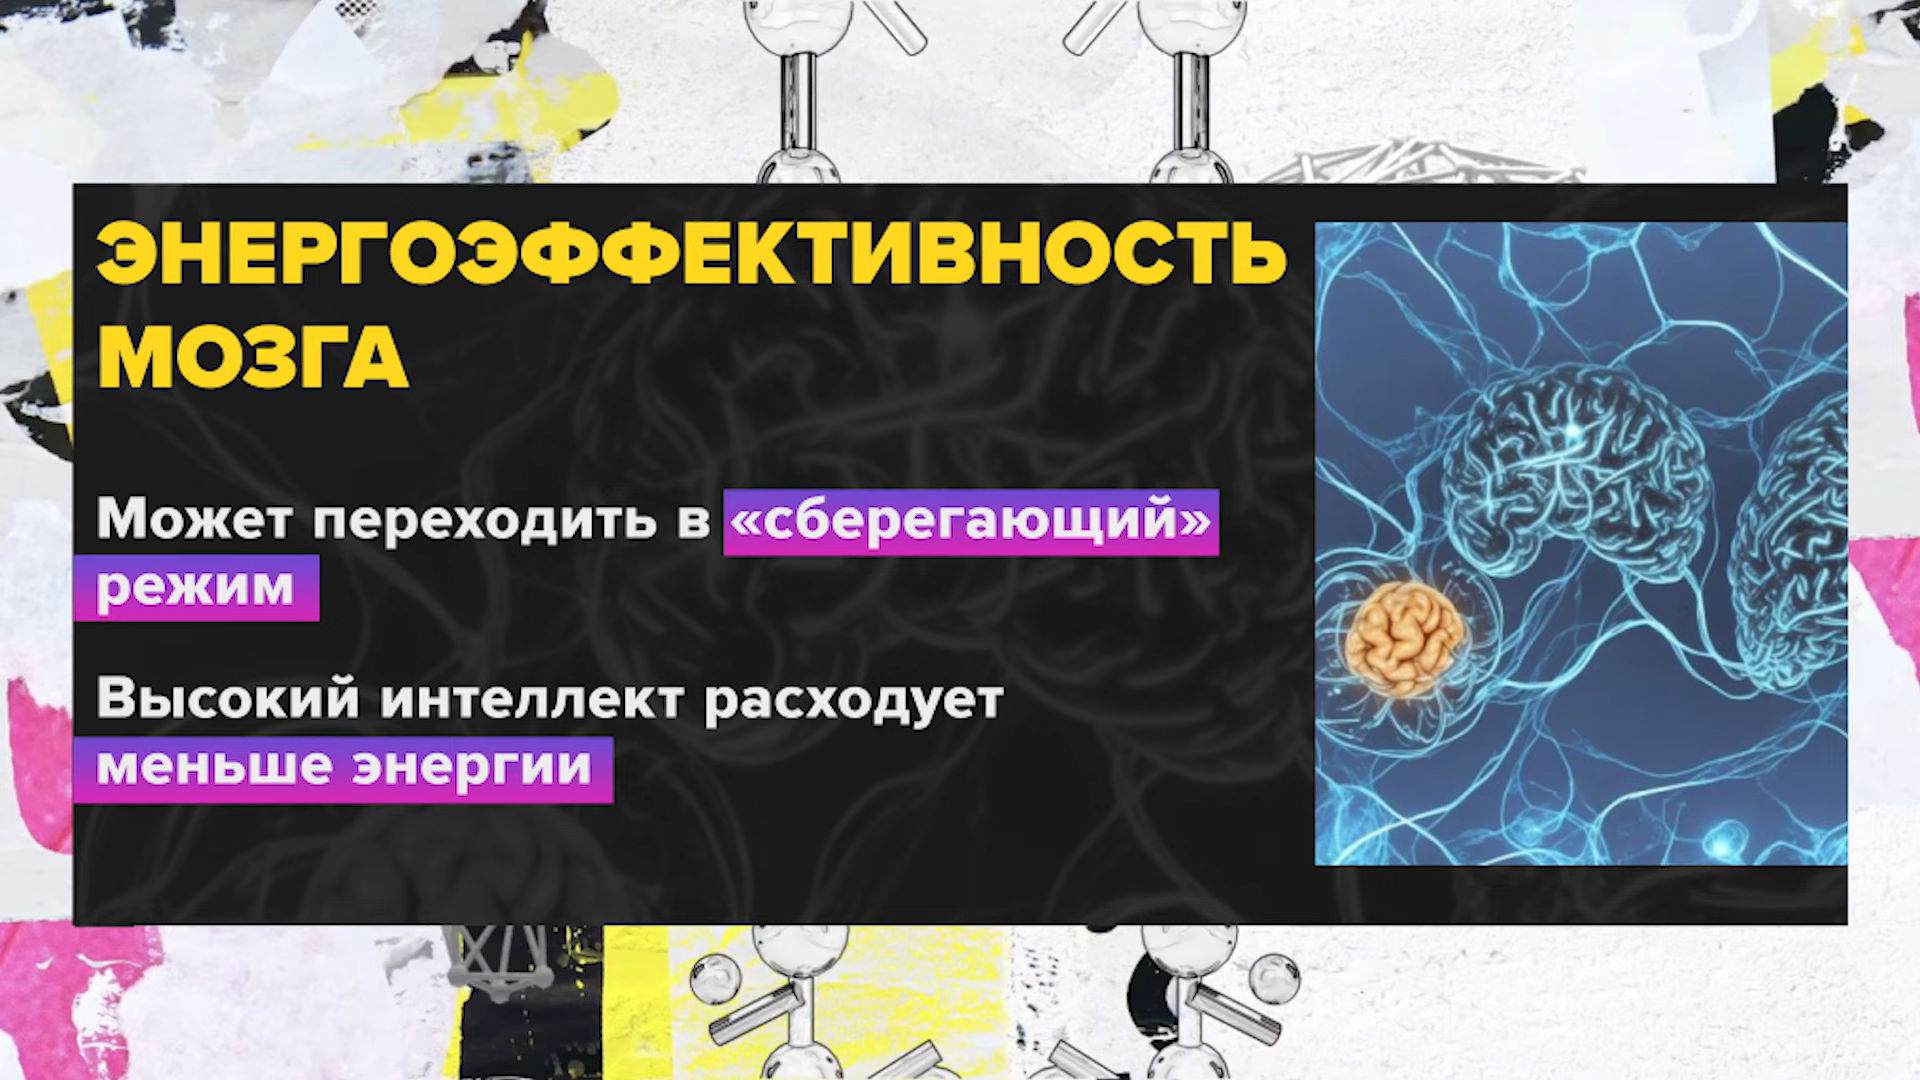 ЭНЕРГОЭФФЕКТИВНОСТЬ
МОЗГА
Может переходить в «сберегающий»
режим
Высокий интеллект расходует
меньше энергии